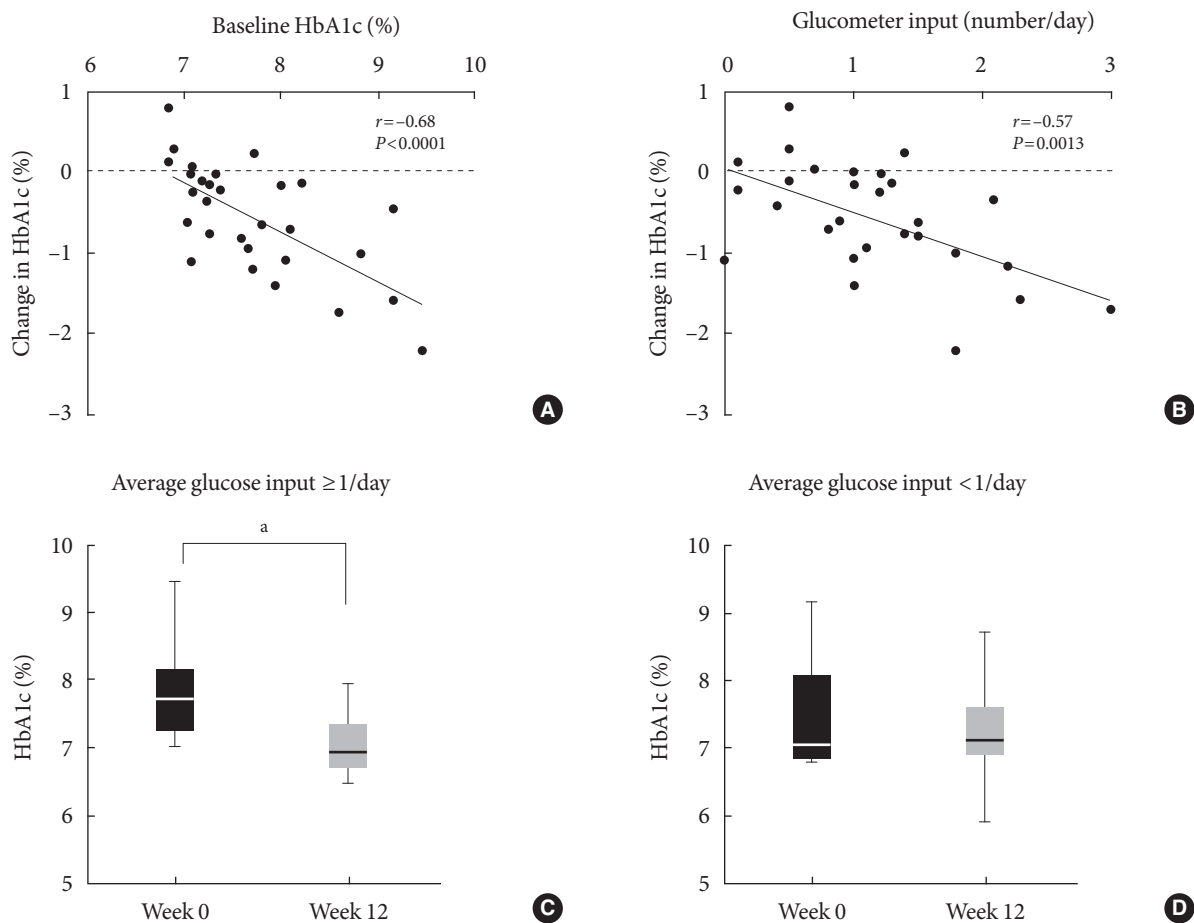 Baseline HbA1c (%)
6 7 8 9 10
1
0
−1
−2
−3
Change in HbA1c (%)
r=−0.68
P<0.0001
A
Glucometer input (number/day)
0 1 2 3
1
0
−1
−2
−3
Change in HbA1c (%)
r=−0.57
P=0.0013
B
Average glucose input ≥1/day
a
10
9
8
7
6
5
HbA1c (%)
Week 0 Week 12
C
Average glucose input <1/day
10
9
8
7
6
5
HbA1c (%)
Week 0 Week 12
D